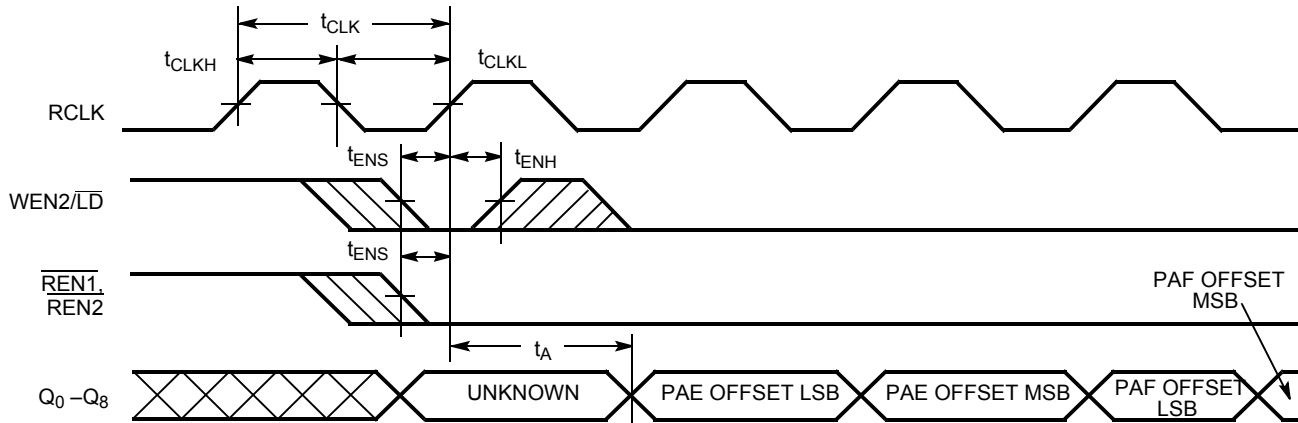 tCLK
tCLKH
tCLKL
RCLK
tENS
tENH
WEN2/LD
tENS
REN1,
REN2
PAF OFFSET
MSB
tA
Q0 –Q8
UNKNOWN
PAE OFFSET LSB
PAE OFFSET MSB
PAF OFFSET
LSB